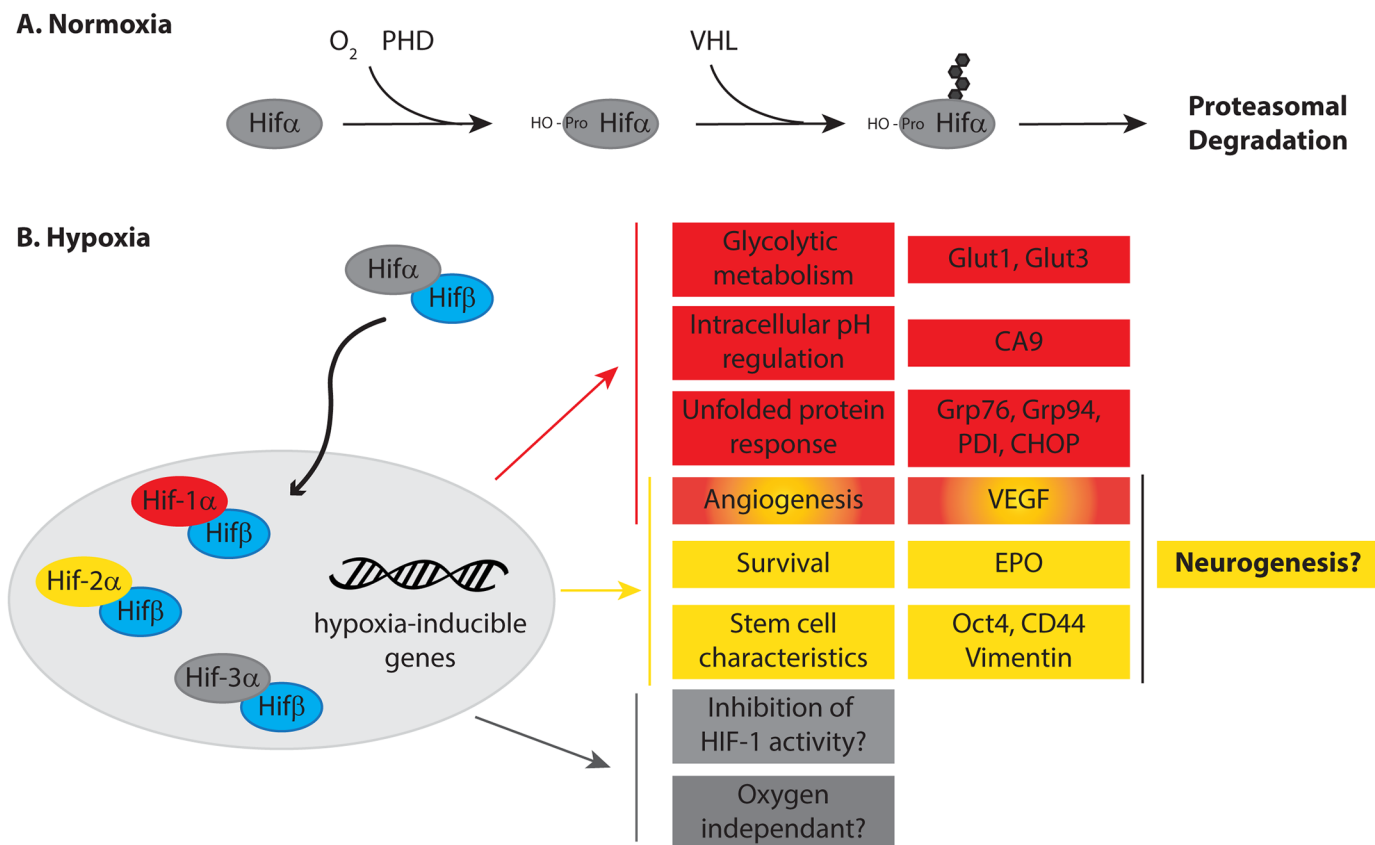 A. Normoxia
O₂ PHD
VHL
Hifα
HO - Pro Hifα
HO - Pro Hifα
Proteasomal
Degradation
B. Hypoxia
Hifα
Hifβ
Hif-1α
Hifβ
Hif-2α
Hifβ
Hif-3α
Hifβ
hypoxia-inducible
genes
Glycolytic
metabolism
Glut1, Glut3
Intracellular pH
regulation
CA9
Unfolded protein
response
Grp76, Grp94,
PDI, CHOP
Angiogenesis
VEGF
Survival
EPO
Stem cell
characteristics
Oct4, CD44
Vimentin
Neurogenesis?
Inhibition of
HIF-1 activity?
Oxygen
independant?